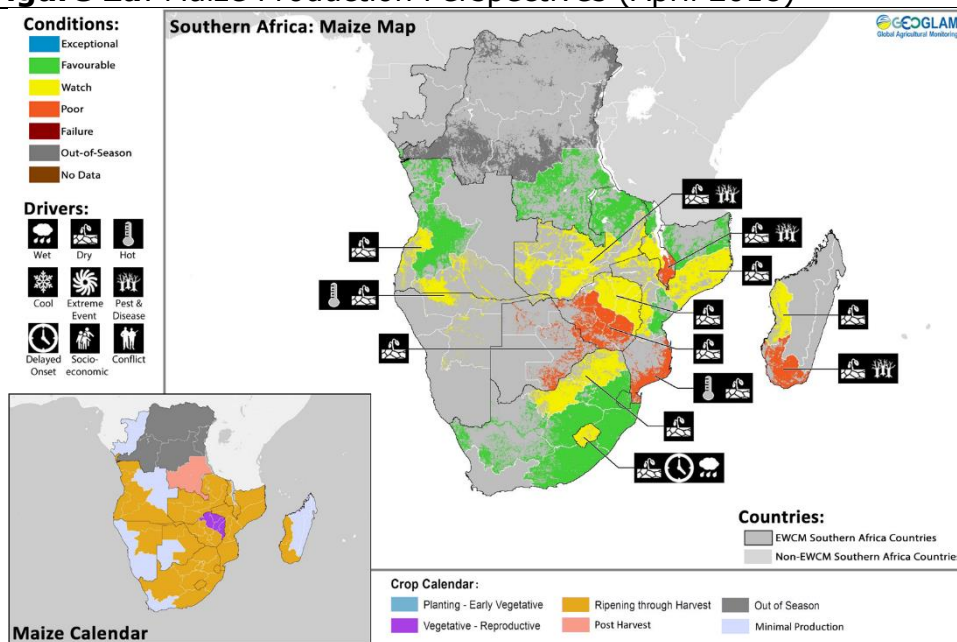 Figure 2a: Maize Production Perspectives (April 2018)
Conditions:
Exceptional
Favourable
Watch
Poor
Failure
Out-of-Season
No Data
Drivers:
Wet
Dry
Hot
Cool
Extreme
Event
Pest &
Disease
Delayed
Onset
Socio-
economic
Conflict
Southern Africa: Maize Map
GEOGLAM
Global Agricultural Monitoring
Countries:
EWCM Southern Africa Countries
Non-EWCM Southern Africa Countries
Maize Calendar
Crop Calendar:
Planting - Early Vegetative
Vegetative - Reproductive
Ripening through Harvest
Post Harvest
Out of Season
Minimal Production